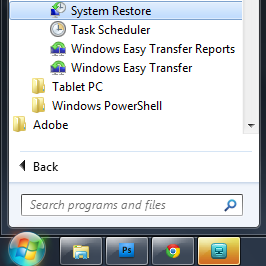 System Restore
Task Scheduler
Windows Easy Transfer Reports
Windows Easy Transfer
Tablet PC
Windows PowerShell
Adobe
Back
Search programs and files
Ps